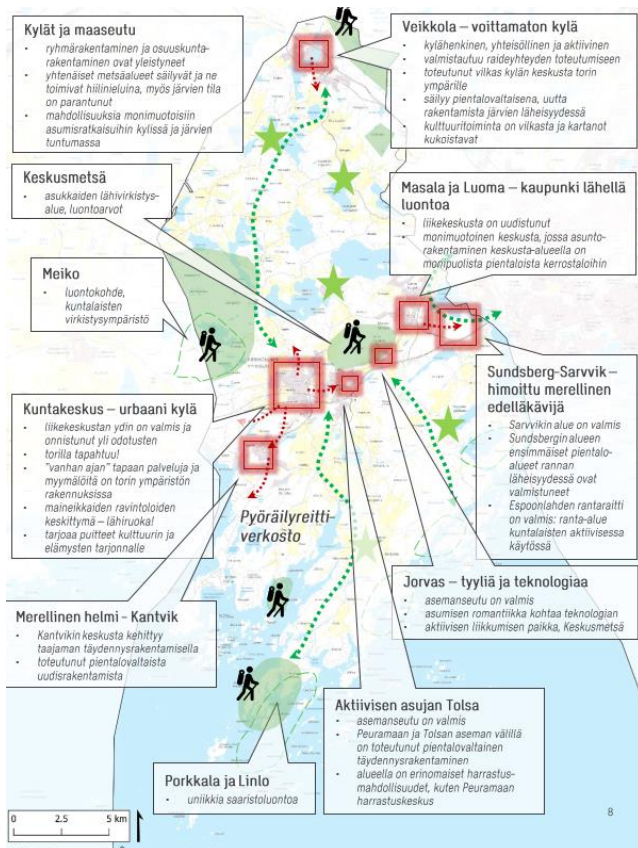 Kylät ja maaseutu
• ryhmärakentaminen ja osuuskunta-
rakentaminen ovat yleistyneet
• yhtenäiset metsäalueet säilyvät ja ne
toimivat hiilinieluina, myös järvien tila
on parantunut
• mahdollisuuksia monimuotoisiin
asumisratkaisuihin kylissä ja järvien
tuntumassa
Veikkola – voittamaton kylä
• kylähenkinen, yhteisöllinen ja aktiivinen
• valmistautuu raideyhteyden toteutumiseen
• toteutunut vilkas kylän keskusta torin
ympärille
• säilyy pientalovaltaisena, uutta
rakentamista järvien läheisyydessä
• kulttuuritoiminta on vilkasta ja kartanot
kukoistavat
Keskusmetsä
• asukkaiden lähivirkistys-
alue, luontoarvot
Masala ja Luoma – kaupunki lähellä
luontoa
• liikekeskusta on uudistunut
• monimuotoinen keskusta, jossa asunto-
rakentaminen keskusta-alueella on
monipuolista pientaloista kerrostaloihin
Meiko
• luontokohde,
kuntalaisten
virkistysympäristö
Sundsberg-Sarvvik –
himoittu merellinen
edelläkävijä
• Sarvvikin alue on valmis
• Sundsbergin alueen
ensimmäiset pientalo-
alueet rannan
läheisyydessä ovat
valmistuneet
• Espoonlahden rantaraitti
on valmis: ranta-alue
kuntalaisten aktiivisessa
käytössä
Kuntakeskus – urbaani kylä
• liikekeskustan ydin on valmis ja
onnistunut yli odotusten
• torilla tapahtuu!
• "vanhan ajan" tapaan palveluja ja
myymälöitä on torin ympäristön
rakennuksissa
• maineikkaiden ravintoloiden
keskittymä – lähiruoka!
• tarjoaa puitteet kulttuurin ja
elämysten tarjonnalle
Pyöräilyreitti-
verkosto
Jorvas – tyyliä ja teknologiaa
• asemanseutu on valmis
• asumisen romantiikka kohtaa teknologian
• aktiivisen liikkumisen paikka, Keskusmetsä
Merellinen helmi – Kantvik
• Kantvikin keskusta kehittyy
taajaman täydennysrakentamisella
• toteutunut pientalovaltaista
uudisrakentamista
Aktiivisen asujan Tolsa
• asemanseutu on valmis
• Peuramaan ja Tolsan aseman välillä
on toteutunut pientalovaltainen
täydennysrakentaminen
• alueella on erinomaiset harrastus-
mahdollisuudet, kuten Peuramaan
harrastuskeskus
Porkkala ja Linlo
• uniikkia saaristoluontoa
0 2.5 5 km
8